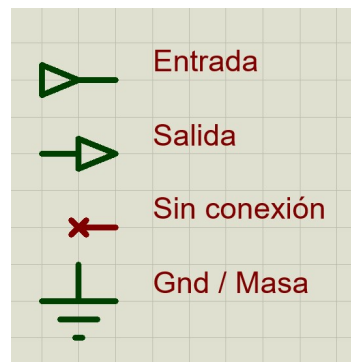 Entrada
Salida
Sin conexión
Gnd / Masa